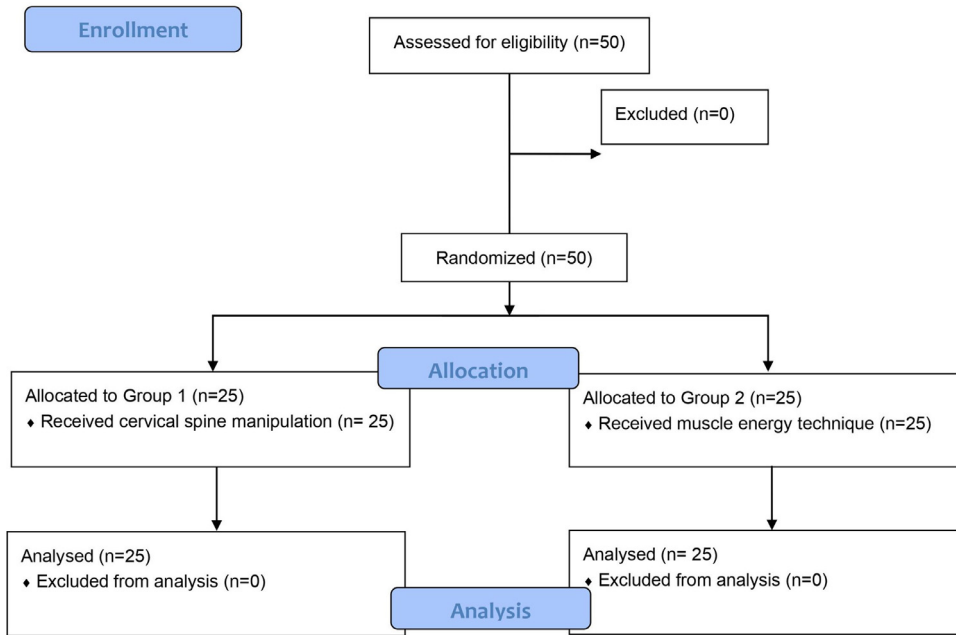 Enrollment
Assessed for eligibility (n=50)
Excluded (n=0)
Randomized (n=50)
Allocation
Allocated to Group 1 (n=25)
♦ Received cervical spine manipulation (n= 25)
Allocated to Group 2 (n=25)
♦ Received muscle energy technique (n=25)
Analysed (n=25)
♦ Excluded from analysis (n=0)
Analysed (n= 25)
♦ Excluded from analysis (n=0)
Analysis